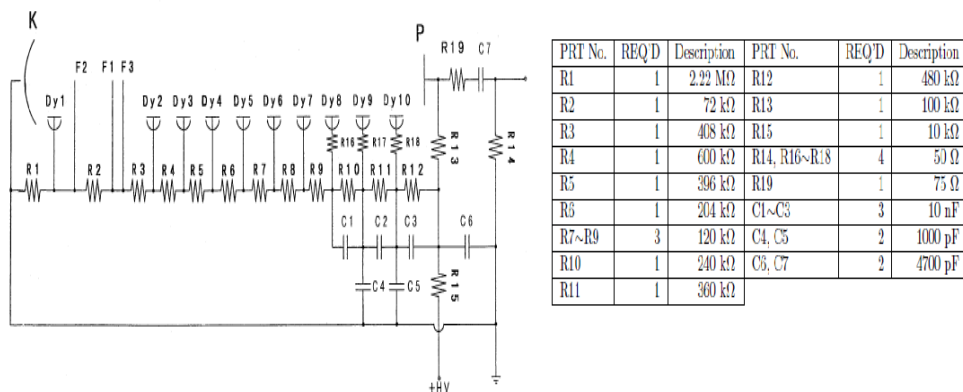 K
P
R19 C7
F2 F1 F3
Dy1 Dy2 Dy3 Dy4 Dy5 Dy6 Dy7 Dy8 Dy9 Dy10
R16 R17 R18
R13
R14
R1 R2 R3 R4 R5 R6 R7 R8 R9 R10 R11 R12
C1 C2 C3 C6
C4 C5
R15
+HV
PRT No. REQ'D Description PRT No. REQ'D Description
R1 1 2.22 MΩ R12 1 480 kΩ
R2 1 72 kΩ R13 1 100 kΩ
R3 1 408 kΩ R15 1 10 kΩ
R4 1 600 kΩ R14, R16~R18 4 50 Ω
R5 1 396 kΩ R19 1 75 Ω
R6 1 204 kΩ C1~C3 3 10 nF
R7~R9 3 120 kΩ C4, C5 2 1000 pF
R10 1 240 kΩ C6, C7 2 4700 pF
R11 1 360 kΩ